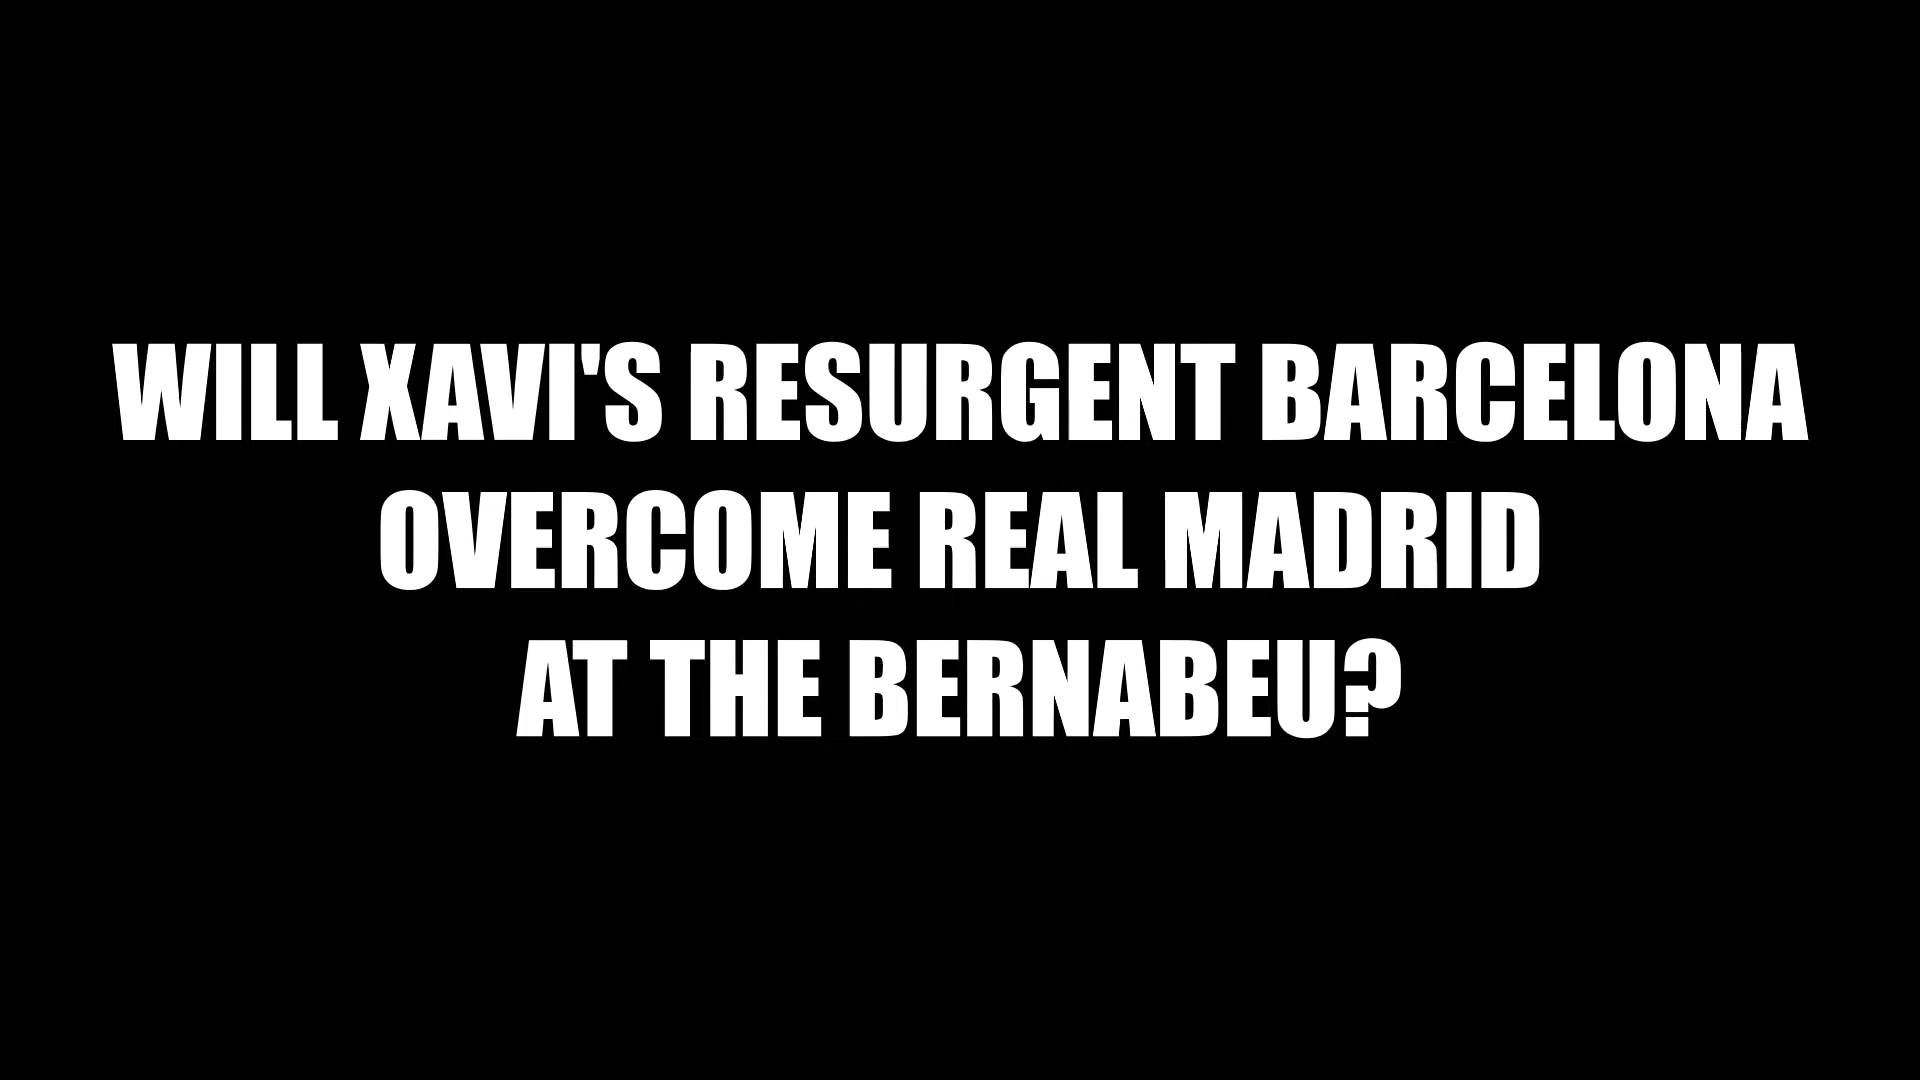 WILL XAVI'S RESURGENT BARCELONA
OVERCOME REAL MADRID
AT THE BERNABEU?